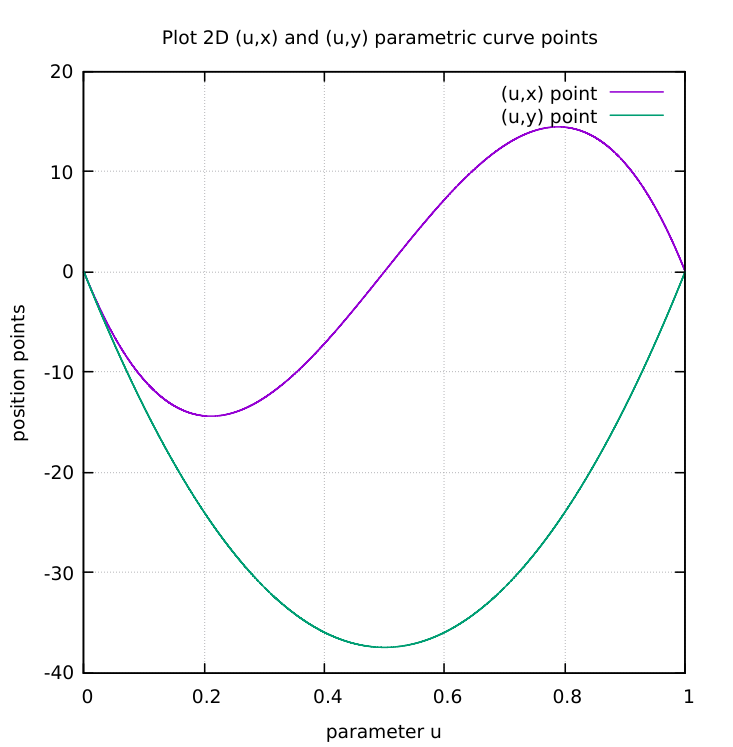 Plot 2D (u,x) and (u,y) parametric curve points
20
(u,x) point
(u,y) point
10
0
-10
position points
-20
-30
-40
0 0.2 0.4 0.6 0.8 1
parameter u